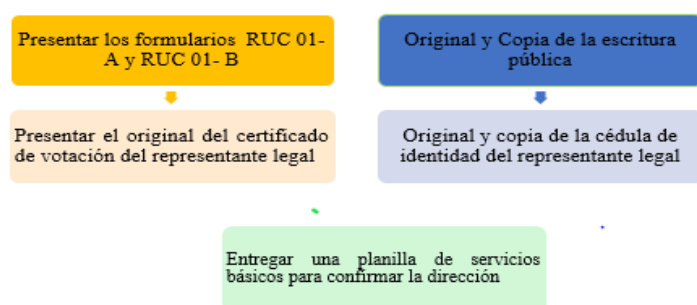 Presentar los formularios RUC 01-
A y RUC 01- B
Original y Copia de la escritura
pública
Presentar el original del certificado
de votación del representante legal
Original y copia de la cédula de
identidad del representante legal
Entregar una planilla de servicios
básicos para confirmar la dirección